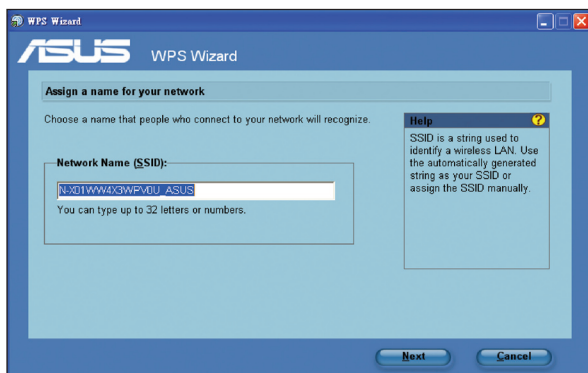 WPS Wizard
ASUS WPS Wizard
Assign a name for your network
Choose a name that people who connect to your network will recognize.
Network Name (SSID):
N-X01WW4X3WPV0U_ASUS
You can type up to 32 letters or numbers.
Help
SSID is a string used to
identify a wireless LAN. Use
the automatically generated
string as your SSID or
assign the SSID manually.
Next Cancel